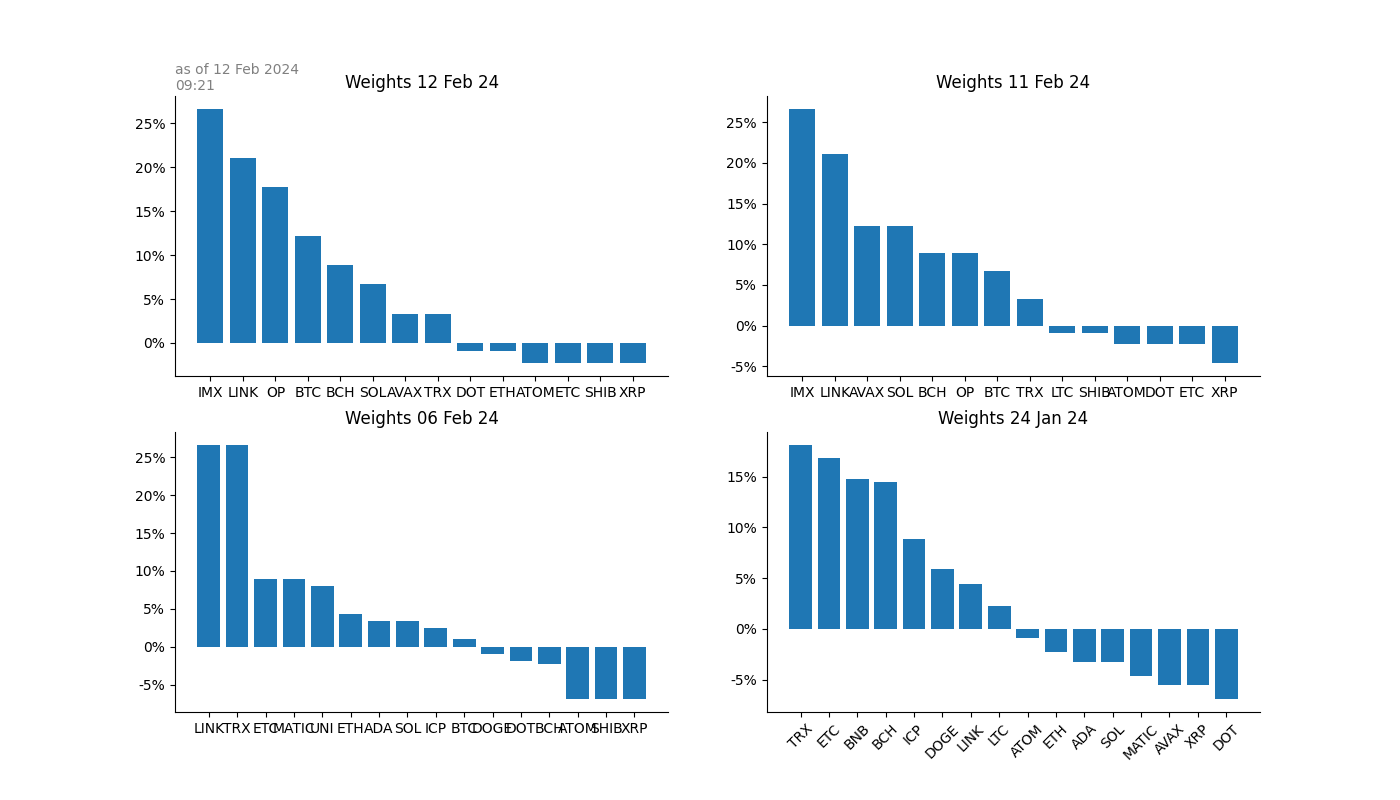 as of 12 Feb 2024
09:21
Weights 12 Feb 24
25%
20%
15%
10%
5%
0%
IMX LINK OP BTC BCH SOL AVAX TRX DOT ETH ATOM ETC SHIB XRP
Weights 11 Feb 24
25%
20%
15%
10%
5%
0%
-5%
IMX LINK AVAX SOL BCH OP BTC TRX LTC SHIB ATOM DOT ETC XRP
Weights 06 Feb 24
25%
20%
15%
10%
5%
0%
-5%
LINK TRX ETC MATIC UNI ETH ADA SOL ICP BTC DOGE DOT BCH ATOM SHIB XRP
Weights 24 Jan 24
15%
10%
5%
0%
-5%
TRX ETC BNB BCH ICP DOGE LINK LTC ATOM ETH ADA SOL MATIC AVAX XRP DOT